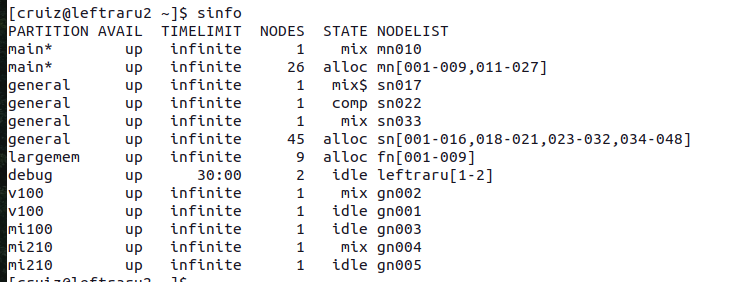 [cruiz@leftraru2 ~]$ sinfo
PARTITION AVAIL  TIMELIMIT  NODES  STATE NODELIST
main*        up   infinite      1    mix mn010
main*        up   infinite     26  alloc mn[001-009,011-027]
general      up   infinite      1   mix$ sn017
general      up   infinite      1   comp sn022
general      up   infinite      1    mix sn033
general      up   infinite     45  alloc sn[001-016,018-021,023-032,034-048]
largemem     up   infinite      9  alloc fn[001-009]
debug        up      30:00      2   idle leftraru[1-2]
v100         up   infinite      1    mix gn002
v100         up   infinite      1   idle gn001
mi100        up   infinite      1   idle gn003
mi210        up   infinite      1    mix gn004
mi210        up   infinite      1   idle gn005
[cruiz@leftraru2 ~]$